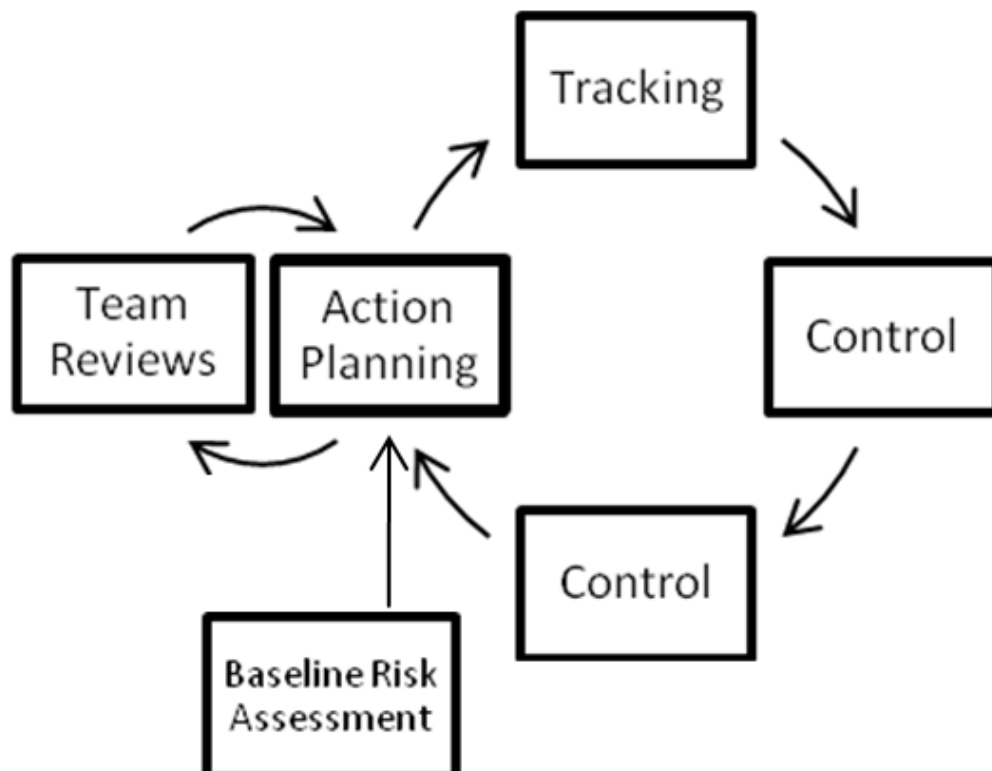 Tracking
Team
Reviews
Action
Planning
Control
Control
Baseline Risk
Assessment